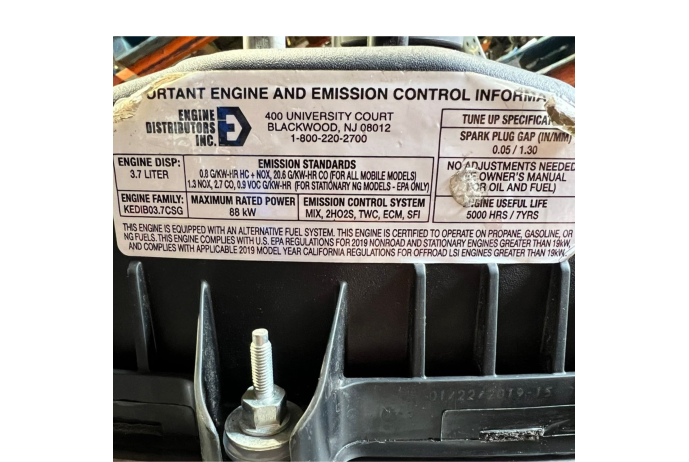 ORTANT ENGINE AND EMISSION CONTROL INFORMA
ENGINE
DISTRIBUTORS
INC.
400 UNIVERSITY COURT
BLACKWOOD, NJ 08012
1-800-220-2700
TUNE UP SPECIFICAT
SPARK PLUG GAP (IN/MM)
0.05 / 1.30
ENGINE DISP:
3.7 LITER
EMISSION STANDARDS
0.8 G/KW-HR HC + NOX, 20.6 G/KW-HR CO (FOR ALL MOBILE MODELS)
1.3 NOX, 2.7 CO, 0.9 VOC G/KW-HR (FOR STATIONARY NG MODELS - EPA ONLY)
NO ADJUSTMENTS NEEDED
E OWNER'S MANUAL
FOR OIL AND FUEL)
ENGINE FAMILY:
KEDIB03.7CSG
MAXIMUM RATED POWER
88 kW
EMISSION CONTROL SYSTEM
MIX, 2HO2S, TWC, ECM, SFI
ENGINE USEFUL LIFE
5000 HRS / 7YRS
THIS ENGINE IS EQUIPPED WITH AN ALTERNATIVE FUEL SYSTEM. THIS ENGINE IS CERTIFIED TO OPERATE ON PROPANE, GASOLINE, OR
NG FUELS. THIS ENGINE COMPLIES WITH U.S. EPA REGULATIONS FOR 2019 NONROAD AND STATIONARY ENGINES GREATER THAN 19kW,
AND COMPLIES WITH APPLICABLE 2019 MODEL YEAR CALIFORNIA REGULATIONS FOR OFFROAD LSI ENGINES GREATER THAN 19kW.
01/22/2019-15